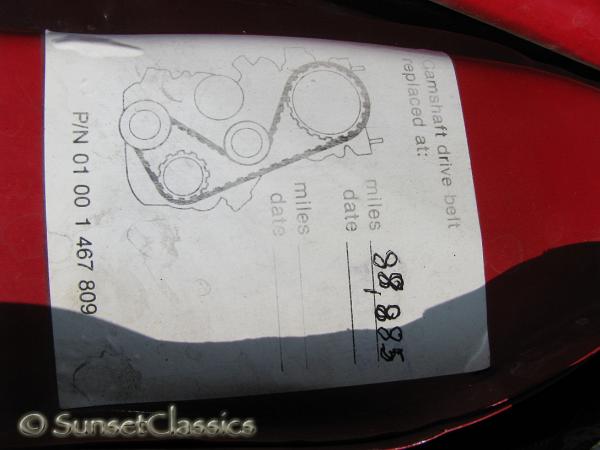 Camshaft drive belt
replaced at:
miles 88,885
date
miles
date
P/N 01 00 1 467 809
© SunsetClassics